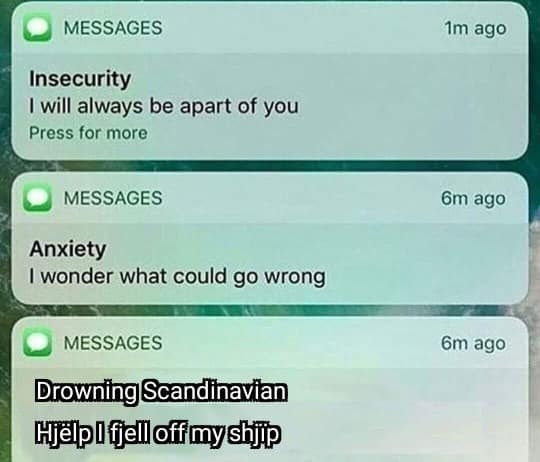 MESSAGES 1m ago
Insecurity
I will always be apart of you
Press for more
MESSAGES 6m ago
Anxiety
I wonder what could go wrong
MESSAGES 6m ago
Drowning Scandinavian
Hjëlp I fjell off my shjïp